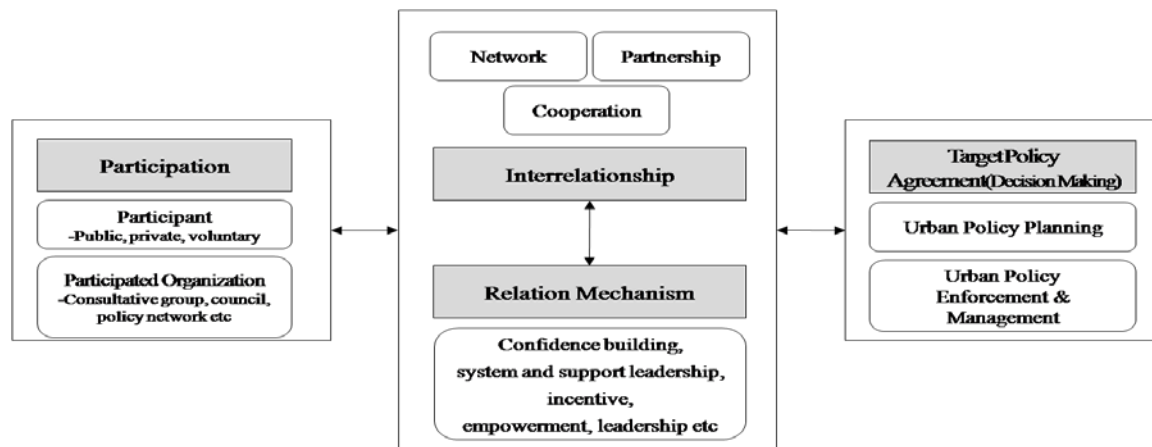 Participation
Participant
-Public, private, voluntary
Participated Organization
-Consultative group, council,
policy network etc
Network
Partnership
Cooperation
Interrelationship
Relation Mechanism
Confidence building,
system and support leadership,
incentive,
empowerment, leadership etc
Target Policy
Agreement(Decision Making)
Urban Policy Planning
Urban Policy
Enforcement &
Management